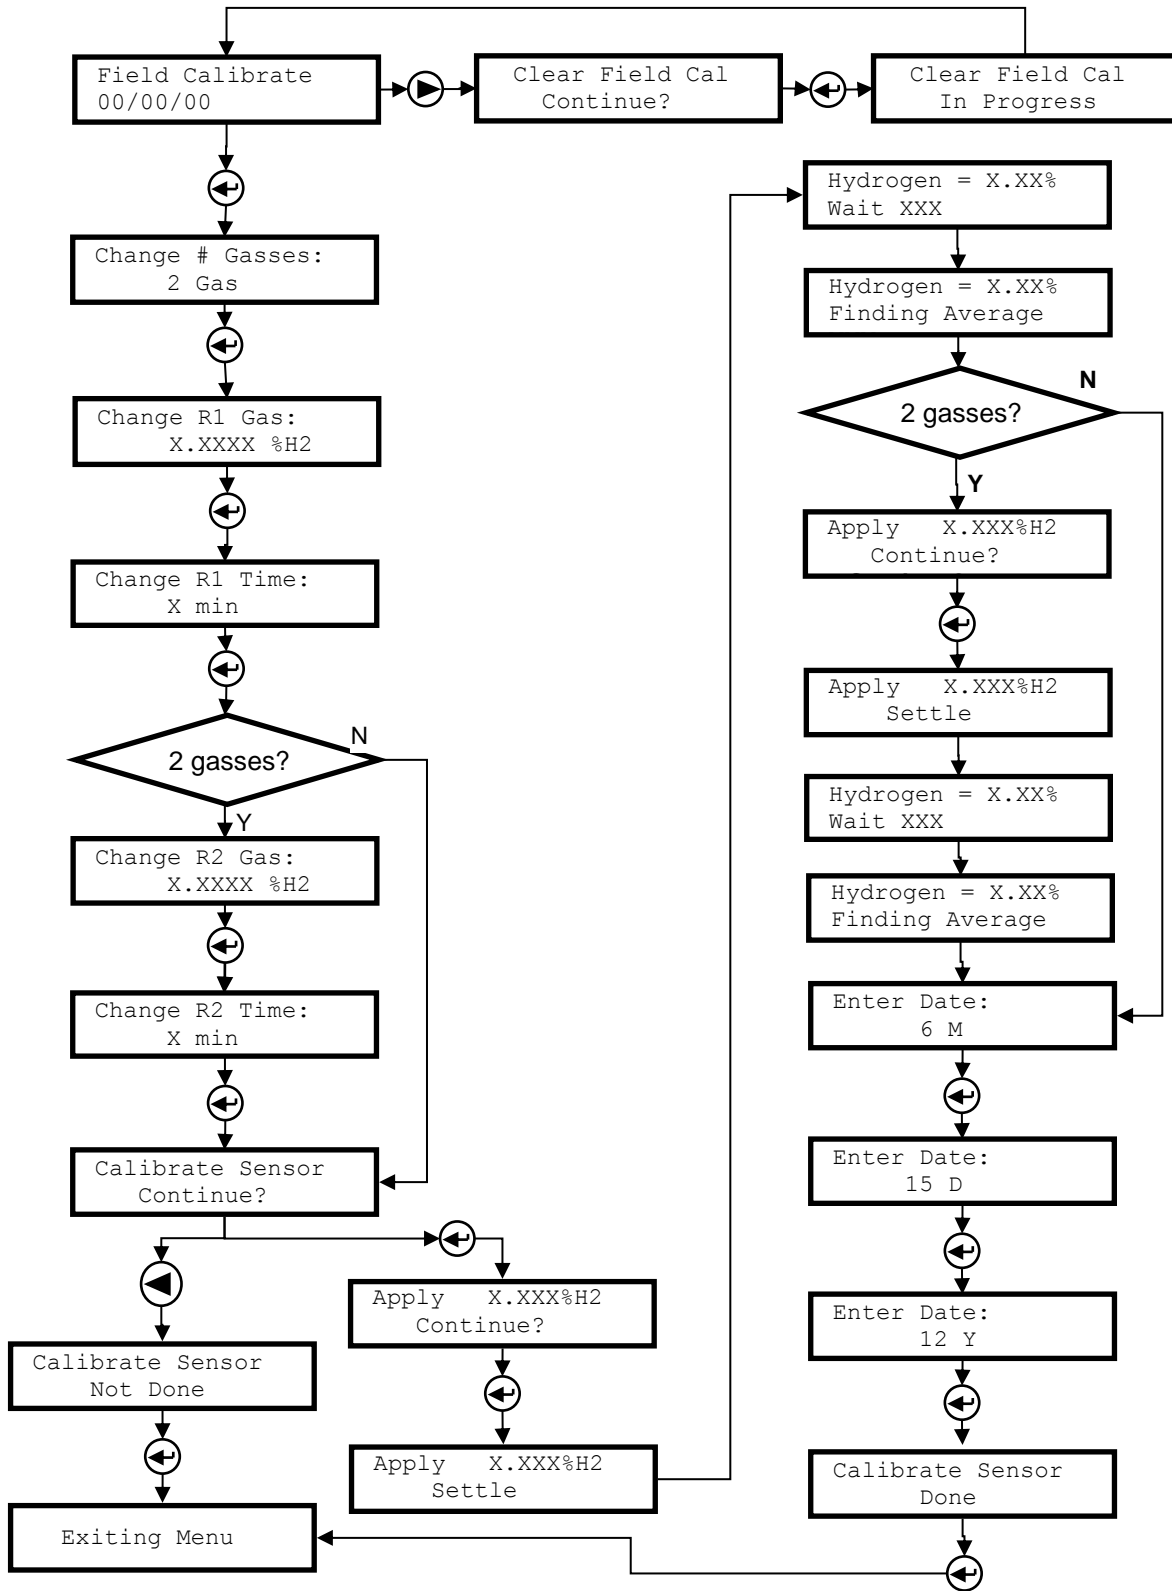 Field Calibrate
00/00/00
Clear Field Cal
Continue?
Clear Field Cal
In Progress
Change # Gasses:
2 Gas
Change R1 Gas:
X.XXXX %H2
Change R1 Time:
X min
2 gasses?
N
Y
Change R2 Gas:
X.XXXX %H2
Change R2 Time:
X min
Calibrate Sensor
Continue?
Calibrate Sensor
Not Done
Exiting Menu
Apply X.XXX%H2
Continue?
Apply X.XXX%H2
Settle
Hydrogen = X.XX%
Wait XXX
Hydrogen = X.XX%
Finding Average
2 gasses?
N
Y
Apply X.XXX%H2
Continue?
Apply X.XXX%H2
Settle
Hydrogen = X.XX%
Wait XXX
Hydrogen = X.XX%
Finding Average
Enter Date:
6 M
Enter Date:
15 D
Enter Date:
12 Y
Calibrate Sensor
Done